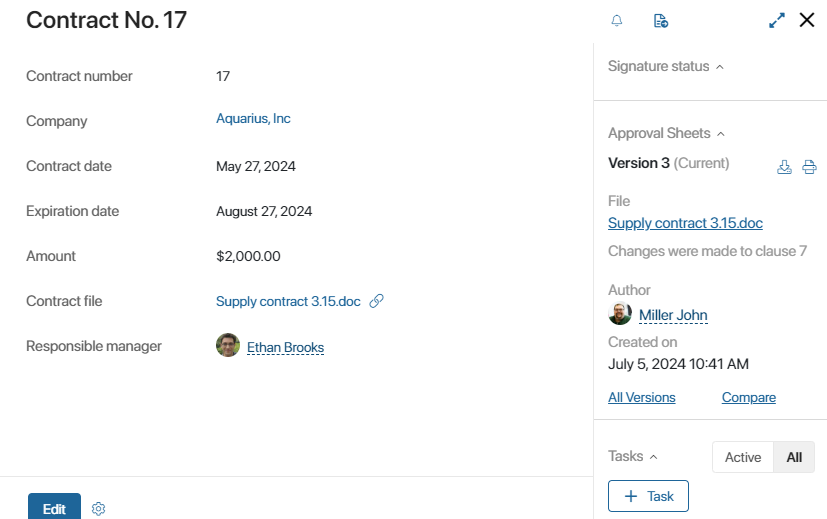 Contract No. 17
Contract number 17
Company Aquarius, Inc
Contract date May 27, 2024
Expiration date August 27, 2024
Amount $2,000.00
Contract file Supply contract 3.15.doc
Responsible manager Ethan Brooks
Edit
Signature status
Approval Sheets
Version 3 (Current)
File
Supply contract 3.15.doc
Changes were made to clause 7
Author
Miller John
Created on
July 5, 2024 10:41 AM
All Versions Compare
Tasks Active All
+ Task